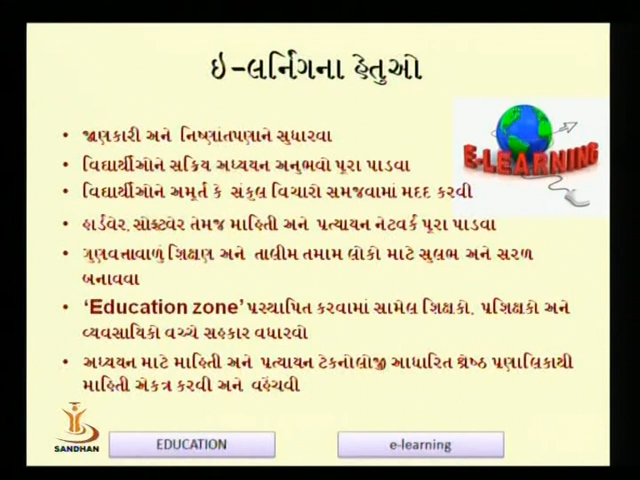 ઇ-લર્નિંગના હેતુઓ
• જાણકારી અને નિષ્ણાંતપણાને સુધારવા
• વિદ્યાર્થીઓને સક્રિય અધ્યયન અનુભવો પૂરા પાડવા
• વિદ્યાર્થીઓને અમૂર્ત કે સંકુલ વિચારો સમજવામાં મદદ કરવી
E-LEARNING
• હાર્ડવેર, સોફ્ટવેર તેમજ માહિતી અને પ્રત્યાયન નેટવર્ક પૂરા પાડવા
• ગુણવત્તાવાળું શિક્ષણ અને તાલીમ તમામ લોકો માટે સુલભ અને સરળ
બનાવવા
• ‘Education zone’ પ્રસ્થાપિત કરવામાં સામેલ શિક્ષકો, પ્રશિક્ષકો અને
વ્યવસાયિકો વચ્ચે સહકાર વધારવો
• અધ્યયન માટે માહિતી અને પ્રત્યાયન ટેકનોલોજી આધારિત શ્રેષ્ઠ પ્રણાલિકાથી
માહિતી એકત્ર કરવી અને વહેંચવી
SANDHAN
EDUCATION
e-learning